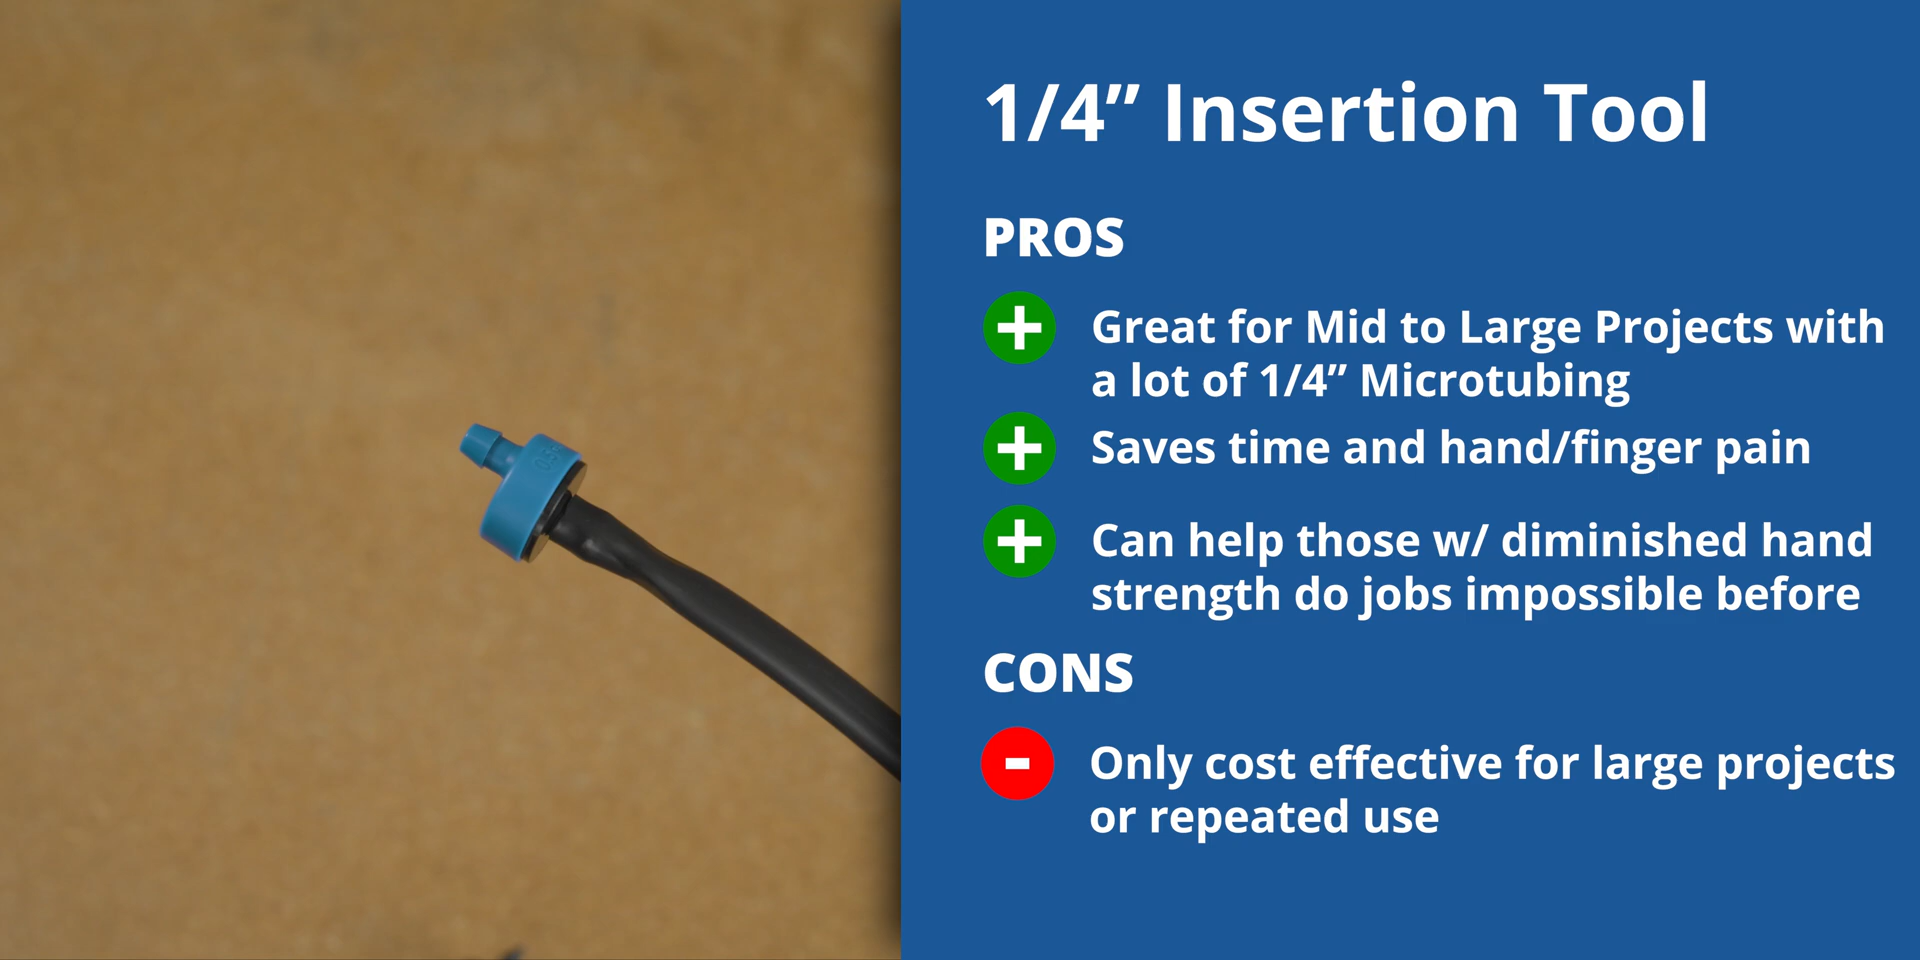 1/4” Insertion Tool
PROS
Great for Mid to Large Projects with
a lot of 1/4” Microtubing
Saves time and hand/finger pain
Can help those w/ diminished hand
strength do jobs impossible before
CONS
Only cost effective for large projects
or repeated use